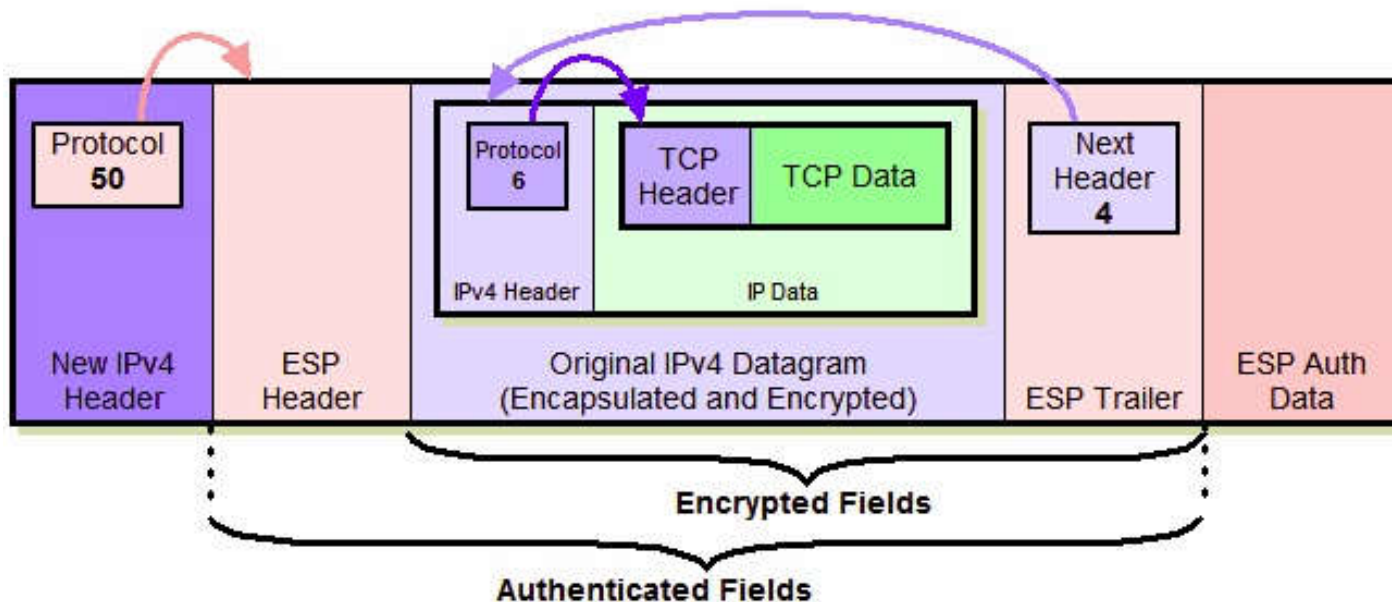 Protocol
50
New IPv4
Header
ESP
Header
Protocol
6
IPv4 Header
TCP
Header
TCP Data
IP Data
Original IPv4 Datagram
(Encapsulated and Encrypted)
Next
Header
4
ESP Trailer
ESP Auth
Data
Encrypted Fields
Authenticated Fields